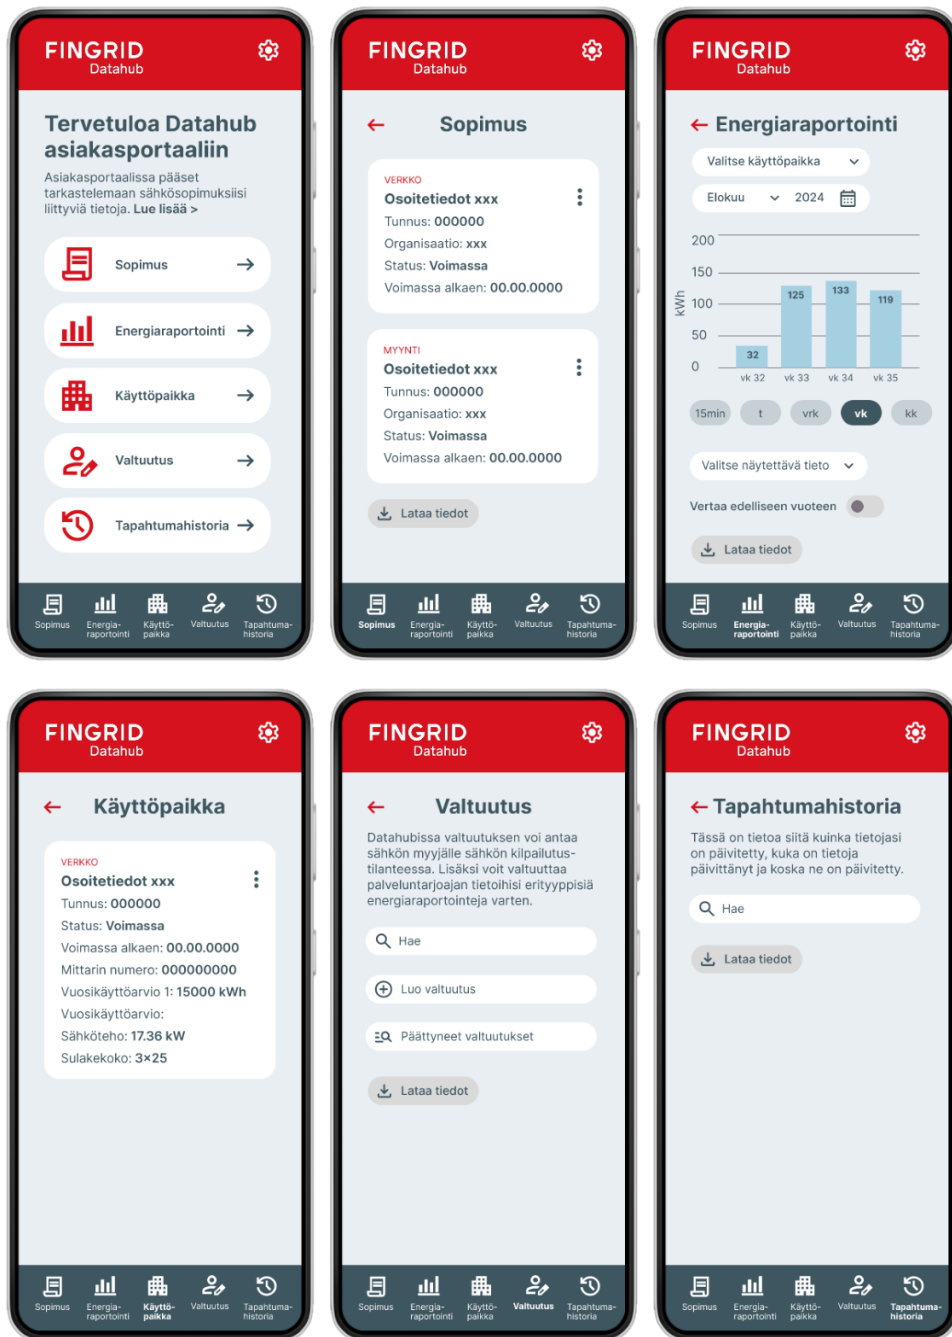 FINGRID
Datahub
Tervetuloa Datahub
asiakasportaaliin
Asiakasportaalissa pääset
tarkastelemaan sähkösopimuksiisi
liittyviä tietoja. Lue lisää >
Sopimus
Energiaraportointi
Käyttöpaikka
Valtuutus
Tapahtumahistoria
Sopimus
Energia-
raportointi
Käyttö-
paikka
Valtuutus
Tapahtuma-
historia
FINGRID
Datahub
Sopimus
VERKKO
Osoitetiedot xxx
Tunnus: 000000
Organisaatio: xxx
Status: Voimassa
Voimassa alkaen: 00.00.0000
MYYNTI
Osoitetiedot xxx
Tunnus: 000000
Organisaatio: xxx
Status: Voimassa
Voimassa alkaen: 00.00.0000
Lataa tiedot
Sopimus
Energia-
raportointi
Käyttö-
paikka
Valtuutus
Tapahtuma-
historia
FINGRID
Datahub
Energiaraportointi
Valitse käyttöpaikka
Elokuu 2024
kWh
200
150
100
50
0
32
125
133
119
vk 32 vk 33 vk 34 vk 35
15min t vrk vk kk
Valitse näytettävä tieto
Vertaa edelliseen vuoteen
Lataa tiedot
Sopimus
Energia-
raportointi
Käyttö-
paikka
Valtuutus
Tapahtuma-
historia
FINGRID
Datahub
Käyttöpaikka
VERKKO
Osoitetiedot xxx
Tunnus: 000000
Status: Voimassa
Voimassa alkaen: 00.00.0000
Mittarin numero: 000000000
Vuosikäyttöarvio 1: 15000 kWh
Vuosikäyttöarvio:
Sähköteho: 17.36 kW
Sulakekoko: 3×25
Sopimus
Energia-
raportointi
Käyttö-
paikka
Valtuutus
Tapahtuma-
historia
FINGRID
Datahub
Valtuutus
Datahubissa valtuutuksen voi antaa
sähkön myyjälle sähkön kilpailutus-
tilanteessa. Lisäksi voit valtuuttaa
palveluntarjoajan tietoihisi erityyppisiä
energiaraportointeja varten.
Hae
Luo valtuutus
Päättyneet valtuutukset
Lataa tiedot
Sopimus
Energia-
raportointi
Käyttö-
paikka
Valtuutus
Tapahtuma-
historia
FINGRID
Datahub
Tapahtumahistoria
Tässä on tietoa siitä kuinka tietojasi
on päivitetty, kuka on tietoja
päivittänyt ja koska ne on päivitetty.
Hae
Lataa tiedot
Sopimus
Energia-
raportointi
Käyttö-
paikka
Valtuutus
Tapahtuma-
historia